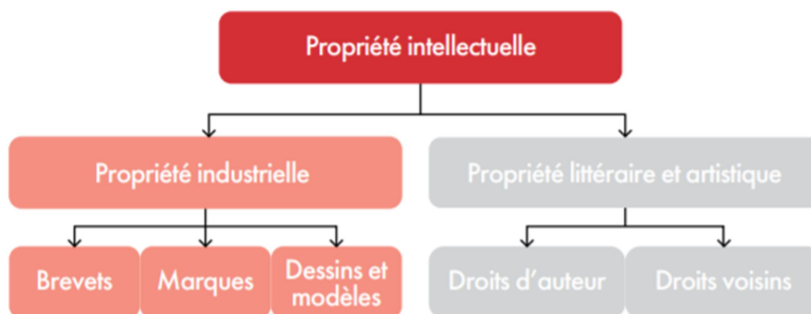 Propriété intellectuelle
Propriété industrielle
Propriété littéraire et artistique
Brevets
Marques
Dessins et
modèles
Droits d'auteur
Droits voisins